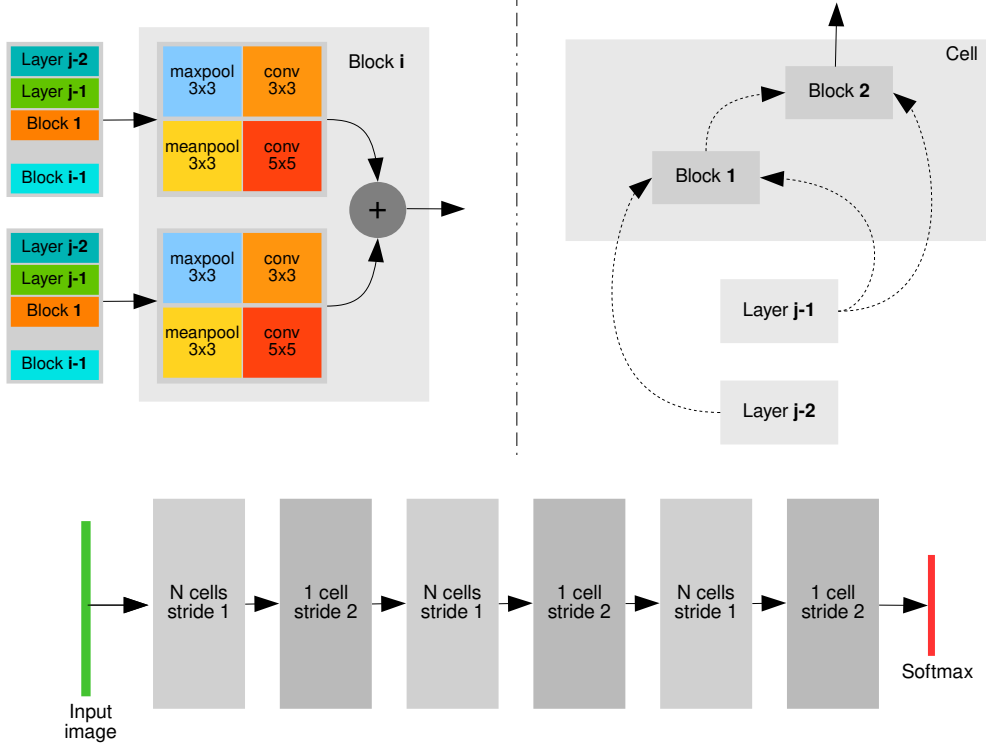 Layer j-2
Layer j-1
Block 1
Block i-1
maxpool
3x3
conv
3x3
meanpool
3x3
conv
5x5
Block i
+
Layer j-2
Layer j-1
Block 1
Block i-1
maxpool
3x3
conv
3x3
meanpool
3x3
conv
5x5
Cell
Block 2
Block 1
Layer j-1
Layer j-2
Input
image
N cells
stride 1
1 cell
stride 2
N cells
stride 1
1 cell
stride 2
N cells
stride 1
1 cell
stride 2
Softmax